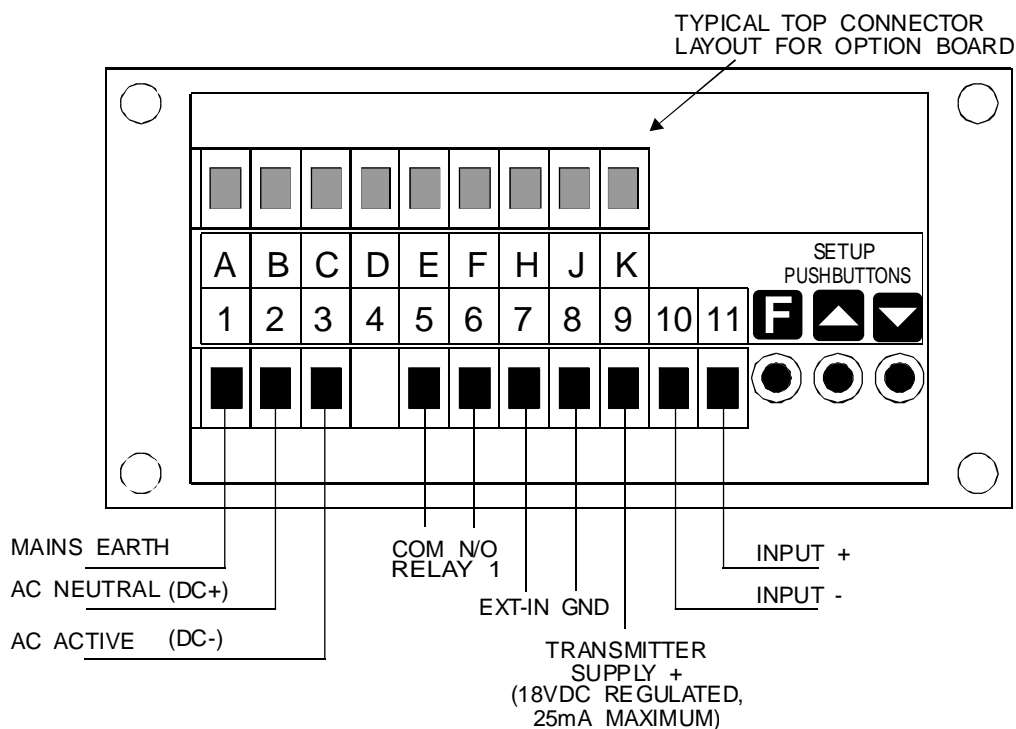 TYPICAL TOP CONNECTOR
LAYOUT FOR OPTION BOARD
A B C D E F H J K
SETUP
PUSHBUTTONS
1 2 3 4 5 6 7 8 9 10 11 F
MAINS EARTH
AC NEUTRAL (DC+)
AC ACTIVE (DC-)
COM N/O
RELAY 1
EXT-IN GND
TRANSMITTER
SUPPLY +
(18VDC REGULATED,
25mA MAXIMUM)
INPUT +
INPUT -